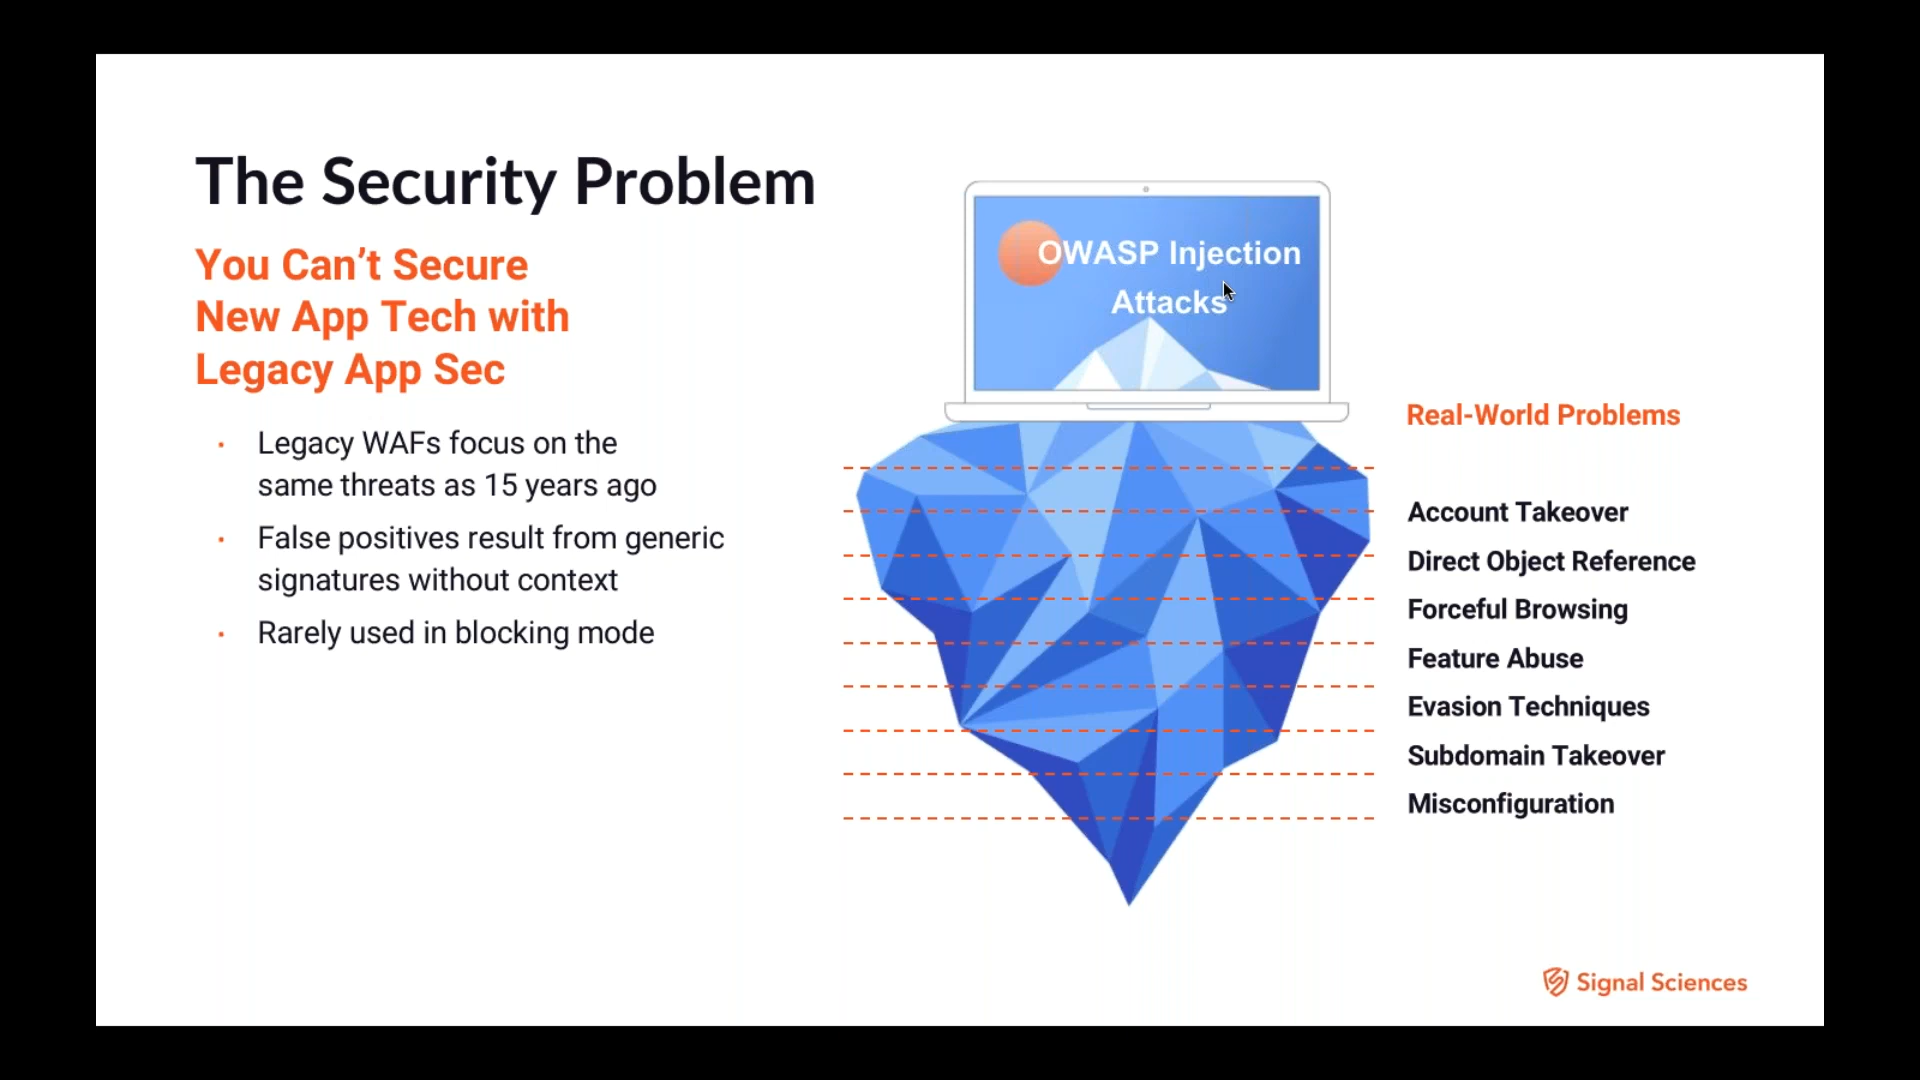 The Security Problem
You Can’t Secure
New App Tech with
Legacy App Sec
· Legacy WAFs focus on the
same threats as 15 years ago
· False positives result from generic
signatures without context
· Rarely used in blocking mode
OWASP Injection
Attacks
Real-World Problems
Account Takeover
Direct Object Reference
Forceful Browsing
Feature Abuse
Evasion Techniques
Subdomain Takeover
Misconfiguration
Signal Sciences